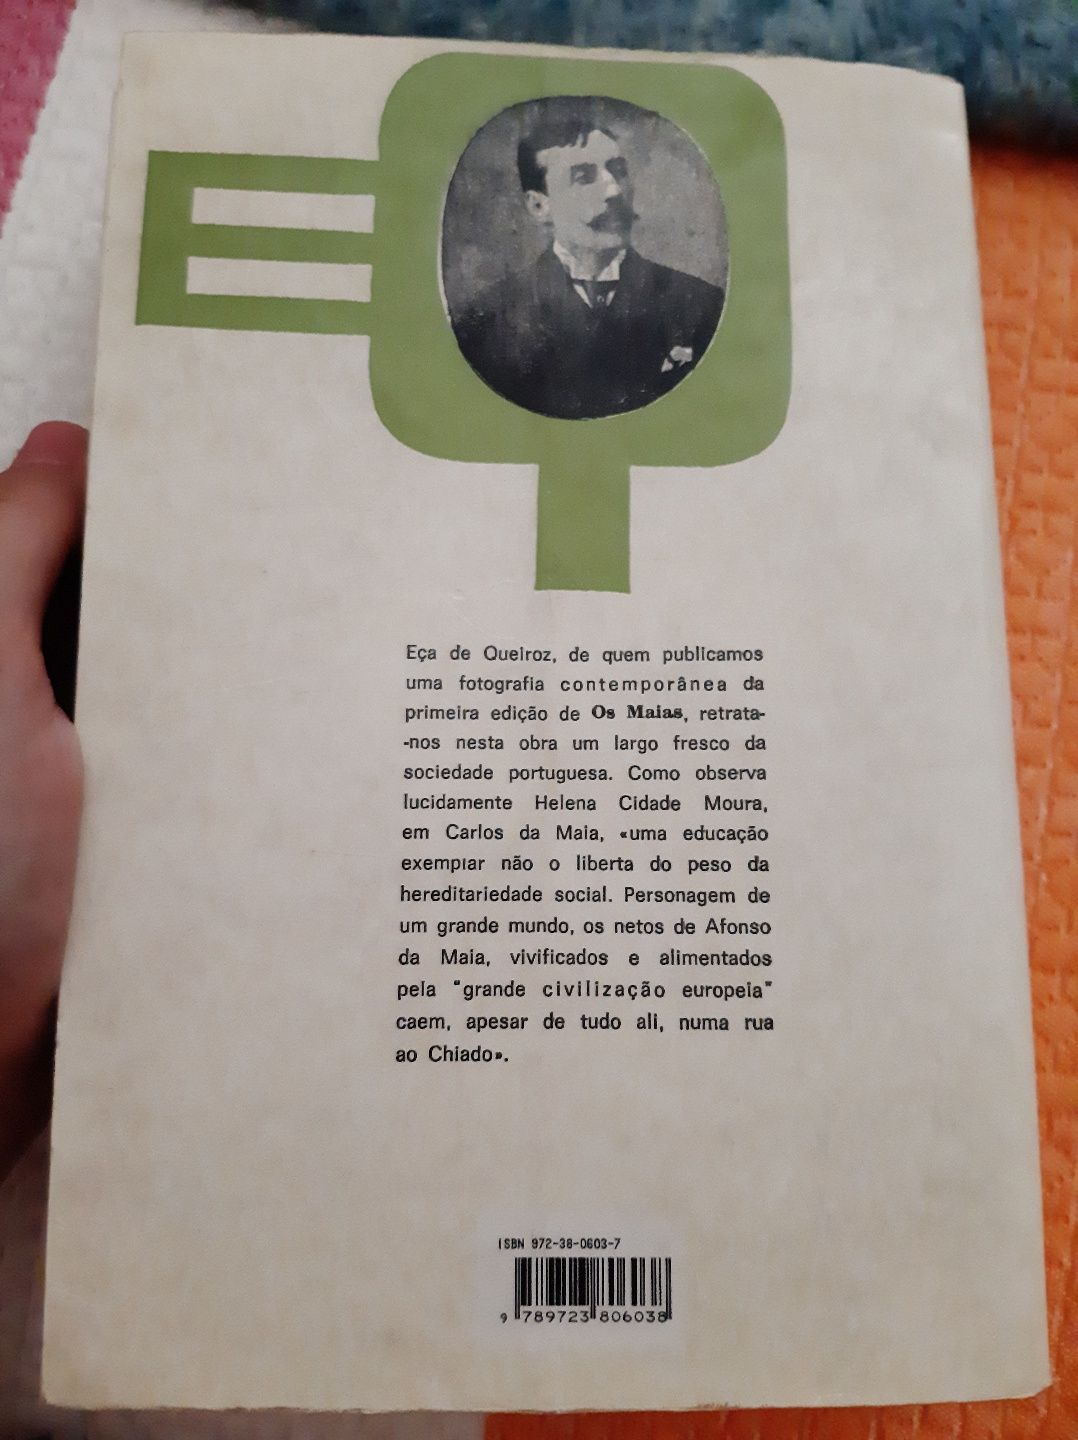 EQ
Eça de Queiroz, de quem publicamos
uma fotografia contemporânea da
primeira edição de Os Maias, retrata-
-nos nesta obra um largo fresco da
sociedade portuguesa. Como observa
lucidamente Helena Cidade Moura,
em Carlos da Maia, «uma educação
exemplar não o liberta do peso da
hereditariedade social. Personagem de
um grande mundo, os netos de Afonso
da Maia, vivificados e alimentados
pela "grande civilização europeia"
caem, apesar de tudo ali, numa rua
ao Chiado».
ISBN 972-38-0603-7
9 789723 806038